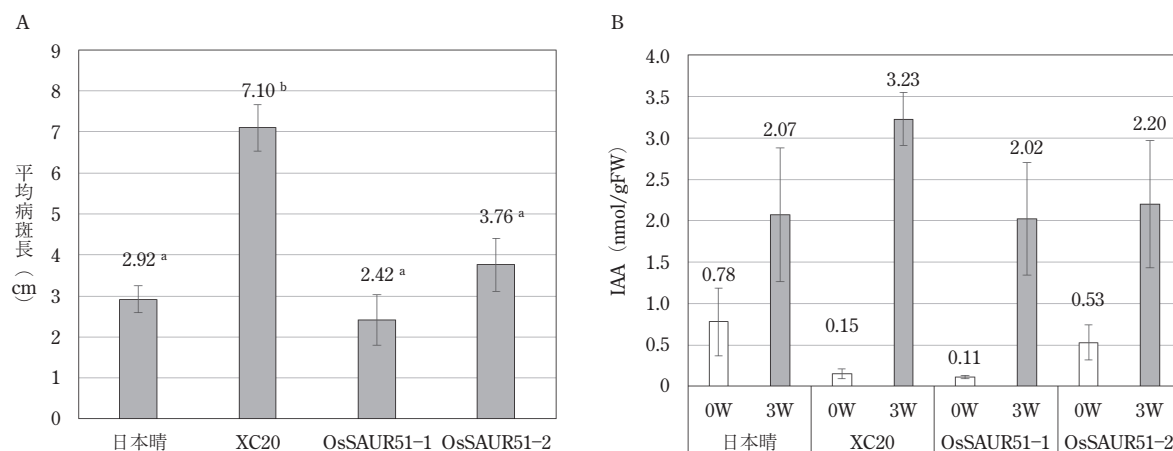 A
平均病斑長（cm）
9
8
7
6
5
4
3
2
1
0
2.92 a
7.10 b
2.42 a
3.76 a
日本晴
XC20
OsSAUR51-1
OsSAUR51-2
B
IAA（nmol/gFW）
4.0
3.5
3.0
2.5
2.0
1.5
1.0
0.5
0
0.78
2.07
0.15
3.23
0.11
2.02
0.53
2.20
0W 3W 0W 3W 0W 3W 0W 3W
日本晴 XC20 OsSAUR51-1 OsSAUR51-2